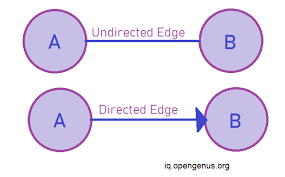 Undirected Edge
A B
Directed Edge
A B
iq.opengenus.org